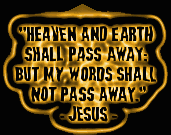 "HEAVEN AND EARTH
SHALL PASS AWAY:
BUT MY WORDS SHALL
NOT PASS AWAY."
- JESUS -